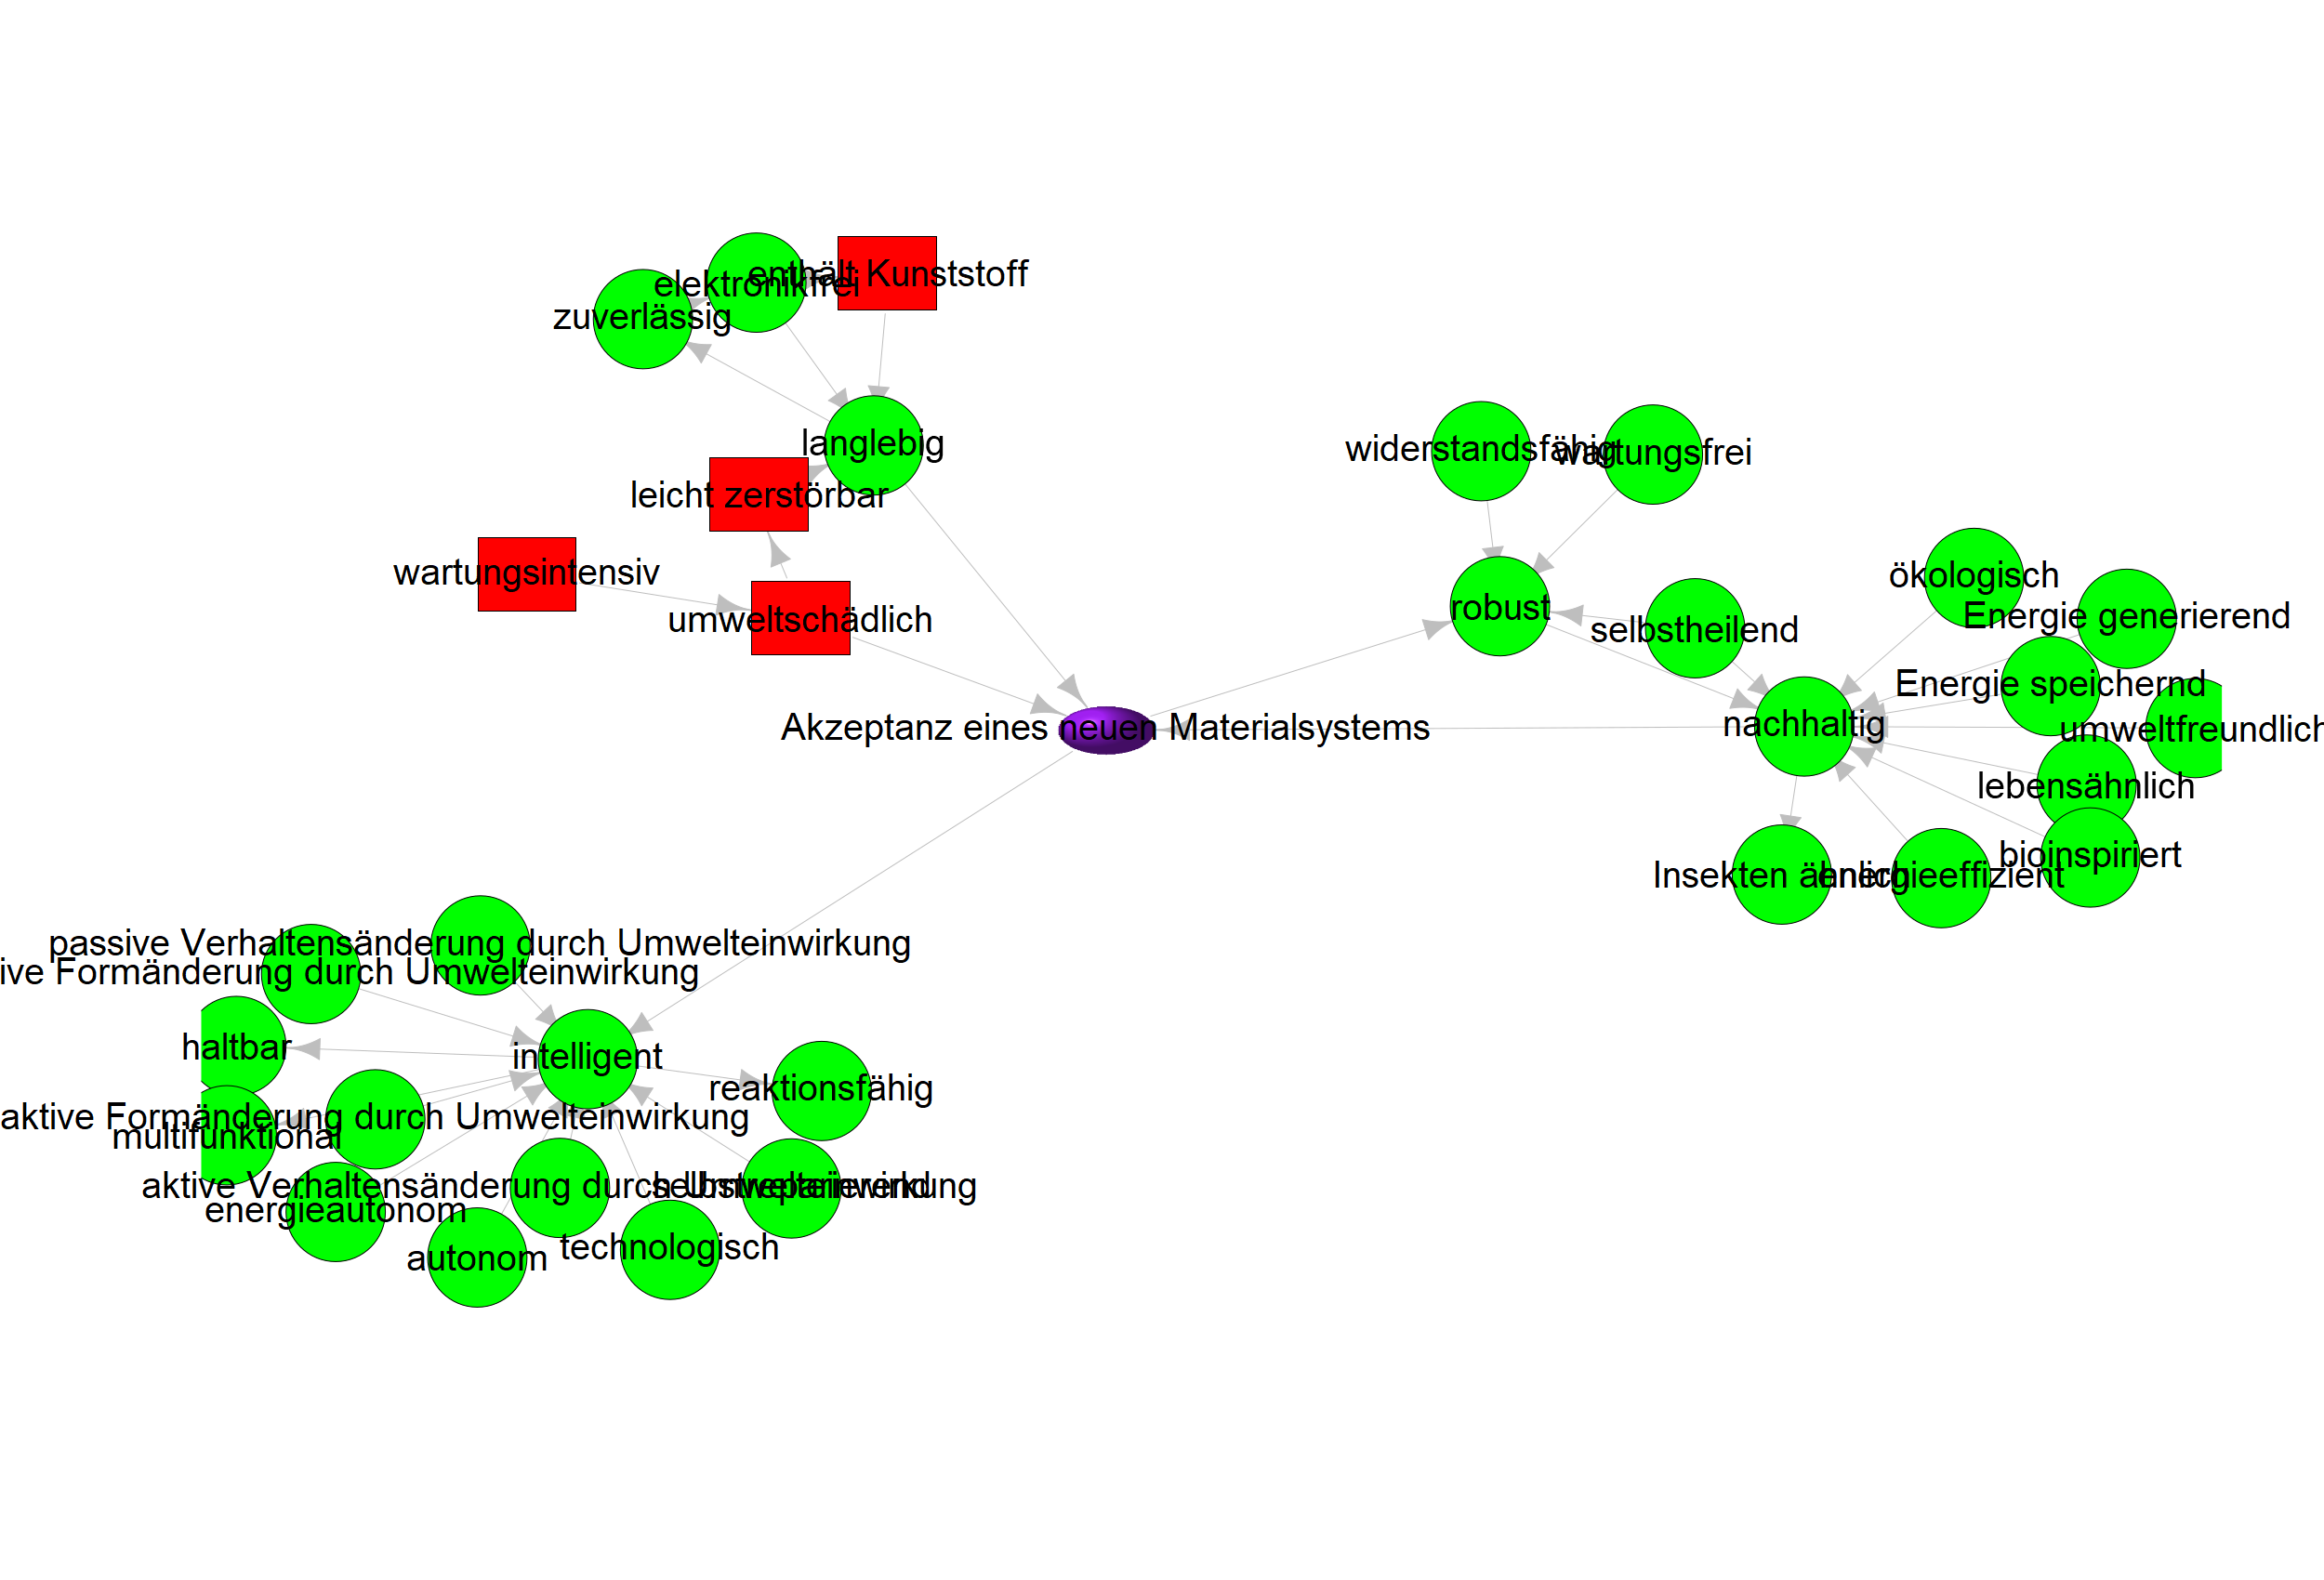 enthält Kunststoff
elektronikfrei
zuverlässig
langlebig
leicht zerstörbar
wartungsintensiv
umweltschädlich
widerstandsfähig
wartungsfrei
ökologisch
robust
Energie generierend
selbstheilend
Energie speichernd
nachhaltig
umweltfreundlich
Akzeptanz eines neuen Materialsystems
lebensähnlich
bioinspiriert
Insekten ähnlich
energieeffizient
passive Verhaltensänderung durch Umwelteinwirkung
ive Formänderung durch Umwelteinwirkung
haltbar
intelligent
reaktionsfähig
aktive Formänderung durch Umwelteinwirkung
multifunktional
aktive Verhaltensänderung durch Umwelteinwirkung
selbstreparierend
energieautonom
technologisch
autonom